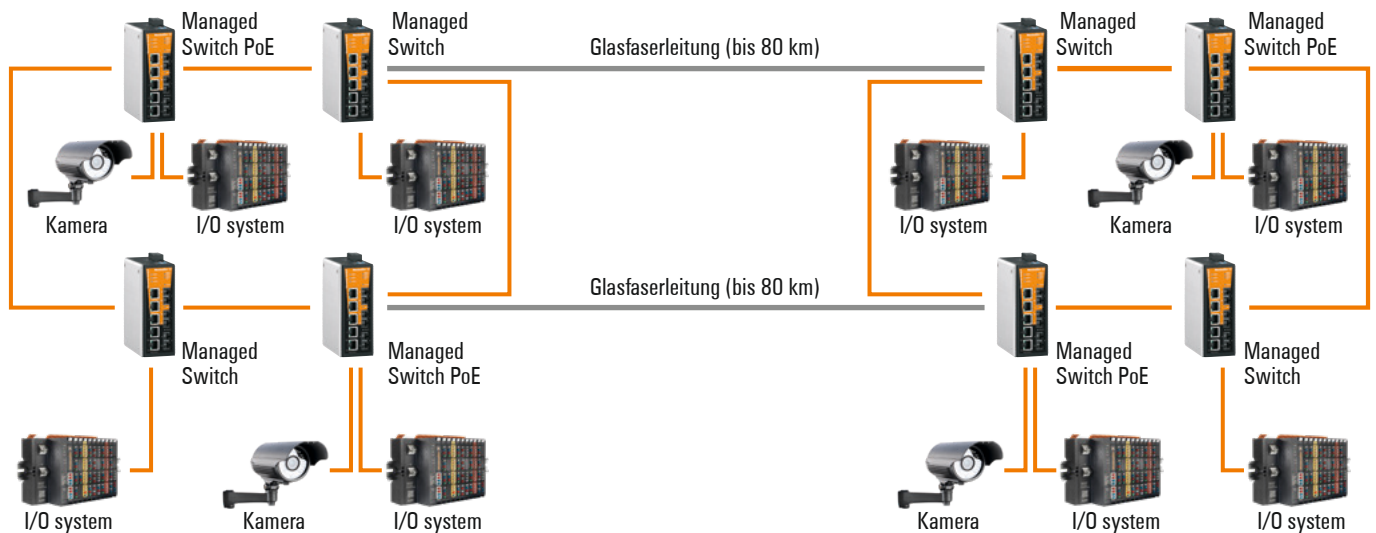 Managed
Switch PoE
Managed
Switch
Glasfaserleitung (bis 80 km)
Managed
Switch
Managed
Switch PoE
Kamera
I/O system
I/O system
I/O system
Kamera
I/O system
Glasfaserleitung (bis 80 km)
Managed
Switch
Managed
Switch PoE
Managed
Switch PoE
Managed
Switch
I/O system
Kamera
I/O system
Kamera
I/O system
I/O system